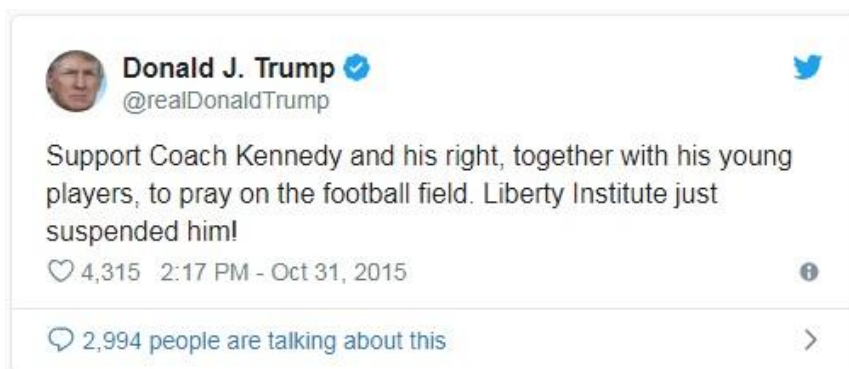 Donald J. Trump
@realDonaldTrump
Support Coach Kennedy and his right, together with his young
players, to pray on the football field. Liberty Institute just
suspended him!
4,315 2:17 PM - Oct 31, 2015
2,994 people are talking about this